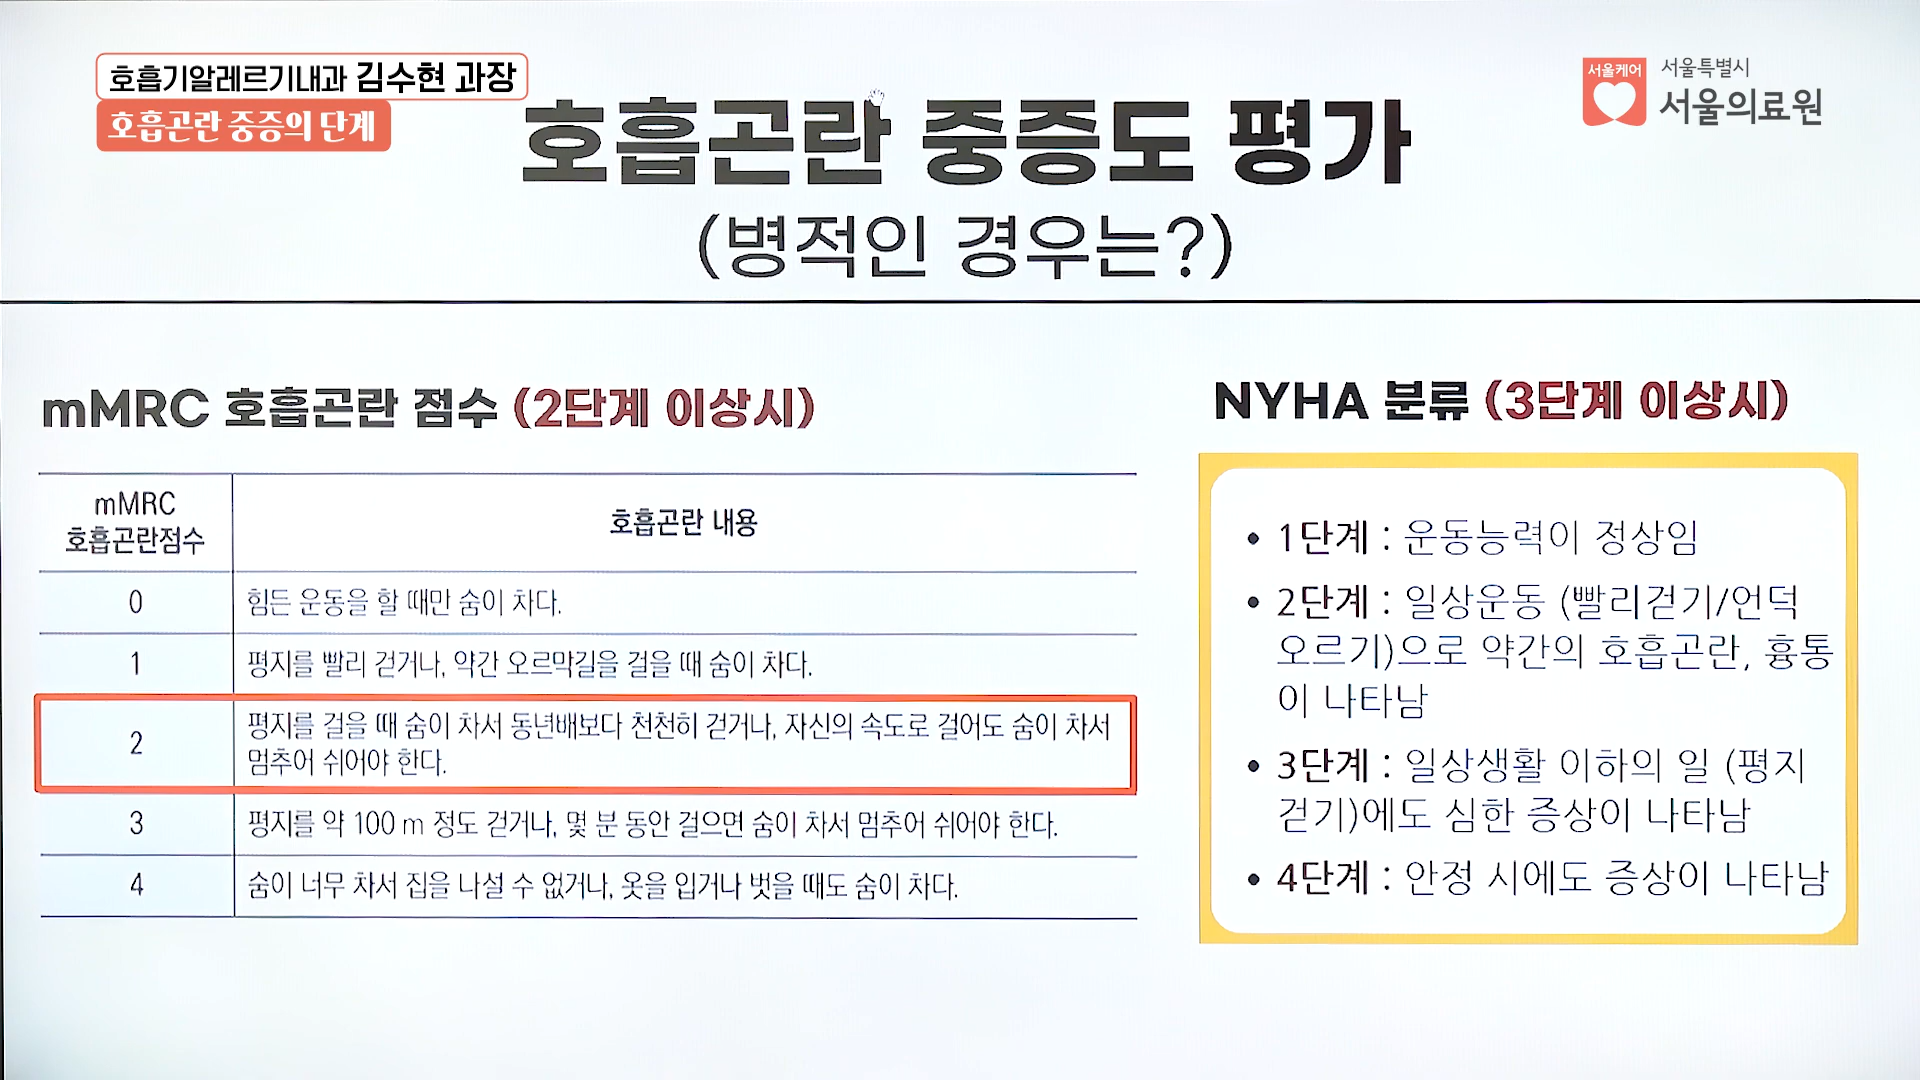 호흡기알레르기내과 김수현 과장
호흡곤란 중증의 단계
서울케어
서울특별시
서울의료원
호흡곤란 중증도 평가
(병적인 경우는?)
mMRC 호흡곤란 점수 (2단계 이상시)
mMRC
호흡곤란점수
호흡곤란 내용
0
힘든 운동을 할 때만 숨이 차다.
1
평지를 빨리 걷거나, 약간 오르막길을 걸을 때 숨이 차다.
2
평지를 걸을 때 숨이 차서 동년배보다 천천히 걷거나, 자신의 속도로 걸어도 숨이 차서
멈추어 쉬어야 한다.
3
평지를 약 100 m 정도 걷거나, 몇 분 동안 걸으면 숨이 차서 멈추어 쉬어야 한다.
4
숨이 너무 차서 집을 나설 수 없거나, 옷을 입거나 벗을 때도 숨이 차다.
NYHA 분류 (3단계 이상시)
• 1단계 : 운동능력이 정상임
• 2단계 : 일상운동 (빨리걷기/언덕
오르기)으로 약간의 호흡곤란, 흉통
이 나타남
• 3단계 : 일상생활 이하의 일 (평지
걷기)에도 심한 증상이 나타남
• 4단계 : 안정 시에도 증상이 나타남